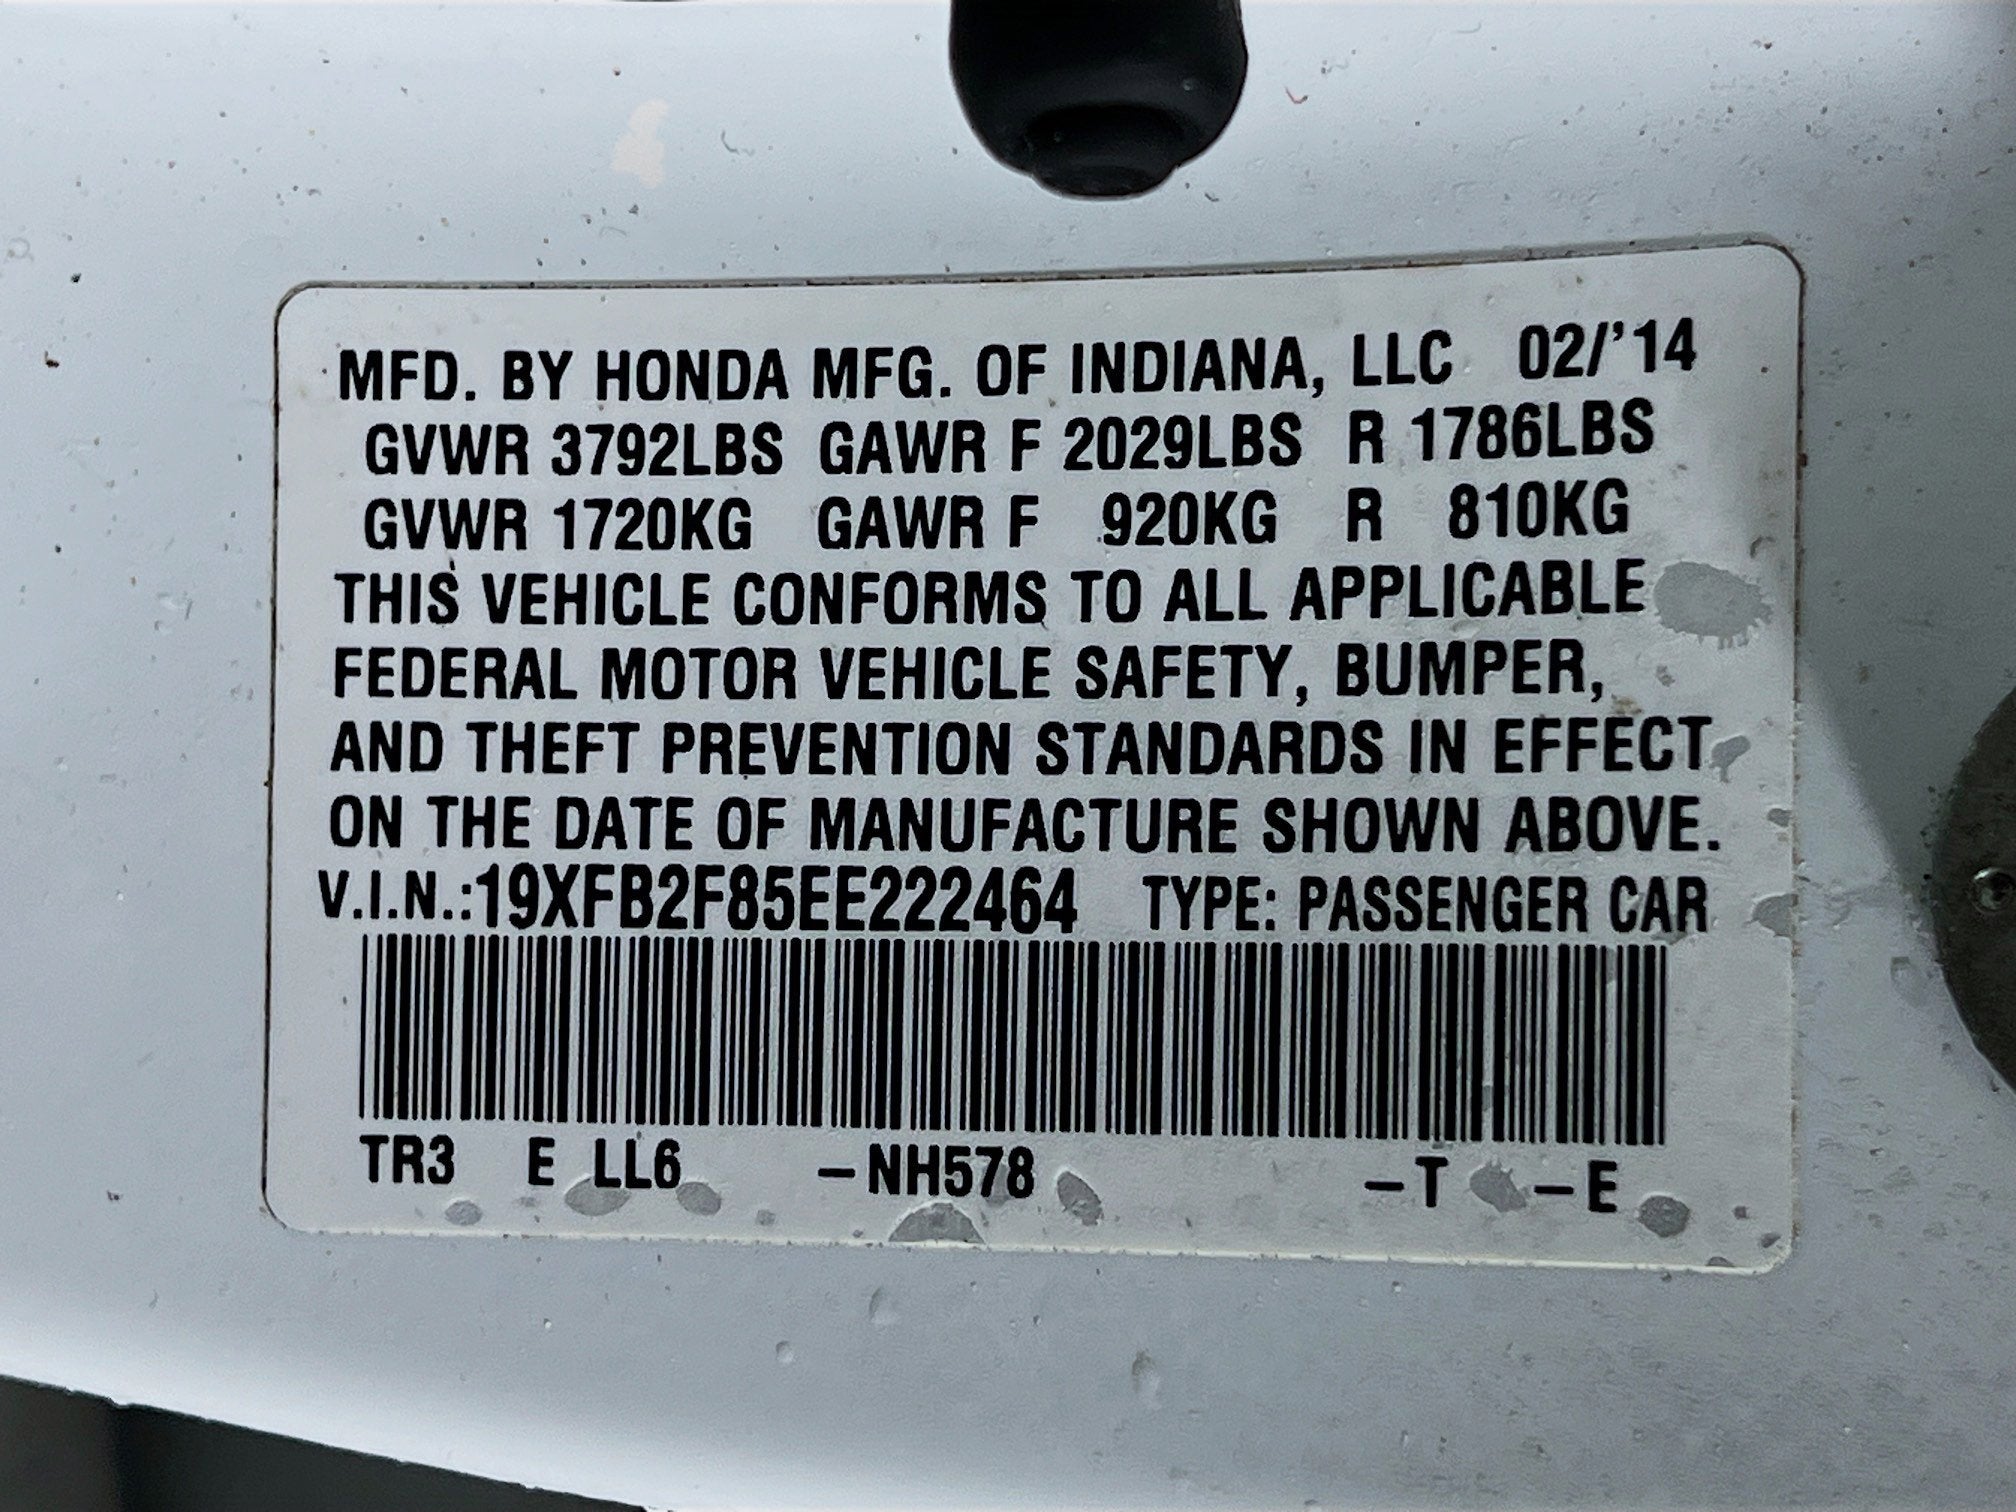 MFD. BY HONDA MFG. OF INDIANA, LLC 02/'14
GVWR 3792LBS GAWR F 2029LBS R 1786LBS
GVWR 1720KG GAWR F 920KG R 810KG
THIS VEHICLE CONFORMS TO ALL APPLICABLE
FEDERAL MOTOR VEHICLE SAFETY, BUMPER,
AND THEFT PREVENTION STANDARDS IN EFFECT
ON THE DATE OF MANUFACTURE SHOWN ABOVE.
V.I.N.:19XFB2F85EE222464 TYPE: PASSENGER CAR
TR3 E LL6 –NH578 –T –E